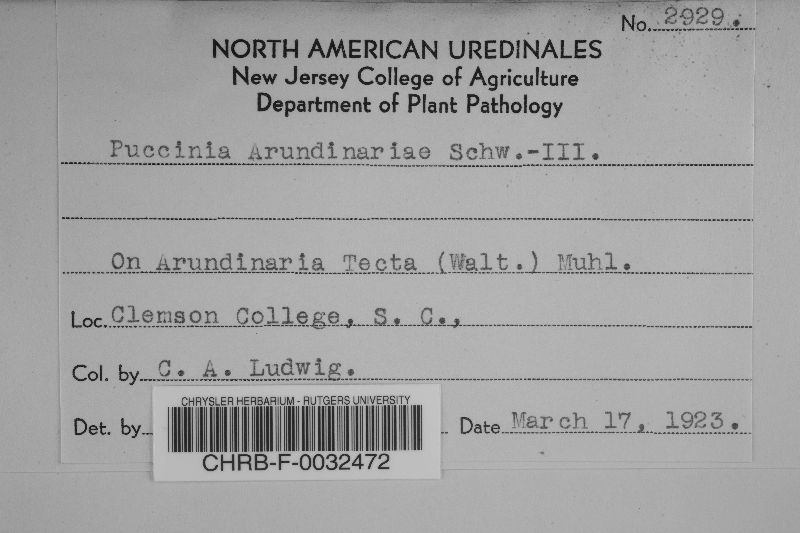 No. 2929.
NORTH AMERICAN UREDINALES
New Jersey College of Agriculture
Department of Plant Pathology
Puccinia Arundinariae Schw.-III.
On Arundinaria Tecta (Walt.) Muhl.
Loc. Clemson College, S. C.,
Col. by C. A. Ludwig.
Det. by
Date March 17, 1923.
CHRYSLER HERBARIUM - RUTGERS UNIVERSITY
CHRB-F-0032472